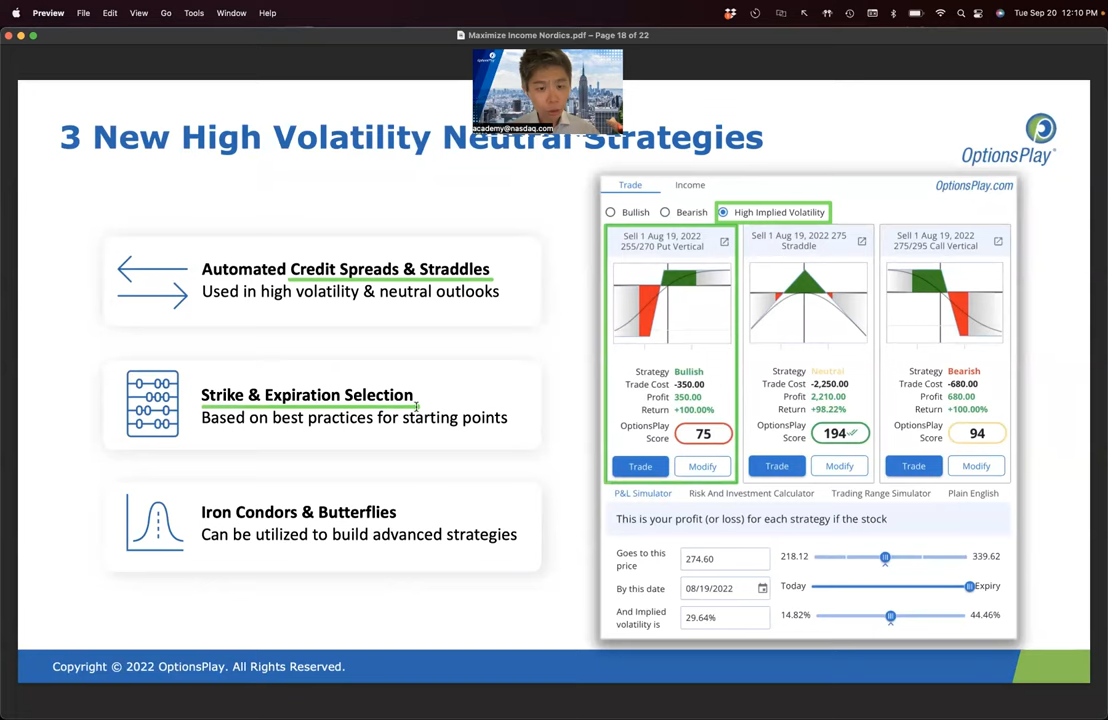 Preview File Edit View Go Tools Window Help Tue Sep 20 12:10 PM
Maximize Income Nordics.pdf – Page 18 of 22
OptionsPlay
academy@nasdaq.com
3 New High Volatility Neutral Strategies
OptionsPlay
Automated Credit Spreads & Straddles
Used in high volatility & neutral outlooks
Strike & Expiration Selection
Based on best practices for starting points
Iron Condors & Butterflies
Can be utilized to build advanced strategies
Trade Income OptionsPlay.com
Bullish Bearish High Implied Volatility
Sell 1 Aug 19, 2022
255/270 Put Vertical
Strategy Bullish
Trade Cost -350.00
Profit 350.00
Return +100.00%
OptionsPlay
Score 75
Trade Modify
Sell 1 Aug 19, 2022 275
Straddle
Strategy Neutral
Trade Cost -2,250.00
Profit 2,210.00
Return +98.22%
OptionsPlay
Score 194
Trade Modify
Sell 1 Aug 19, 2022
275/295 Call Vertical
Strategy Bearish
Trade Cost -680.00
Profit 680.00
Return +100.00%
OptionsPlay
Score 94
Trade Modify
P&L Simulator Risk And Investment Calculator Trading Range Simulator Plain English
This is your profit (or loss) for each strategy if the stock
Goes to this
price 274.60 218.12 339.62
By this date 08/19/2022 Today Expiry
And Implied
volatility is 29.64% 14.82% 44.46%
Copyright © 2022 OptionsPlay. All Rights Reserved.